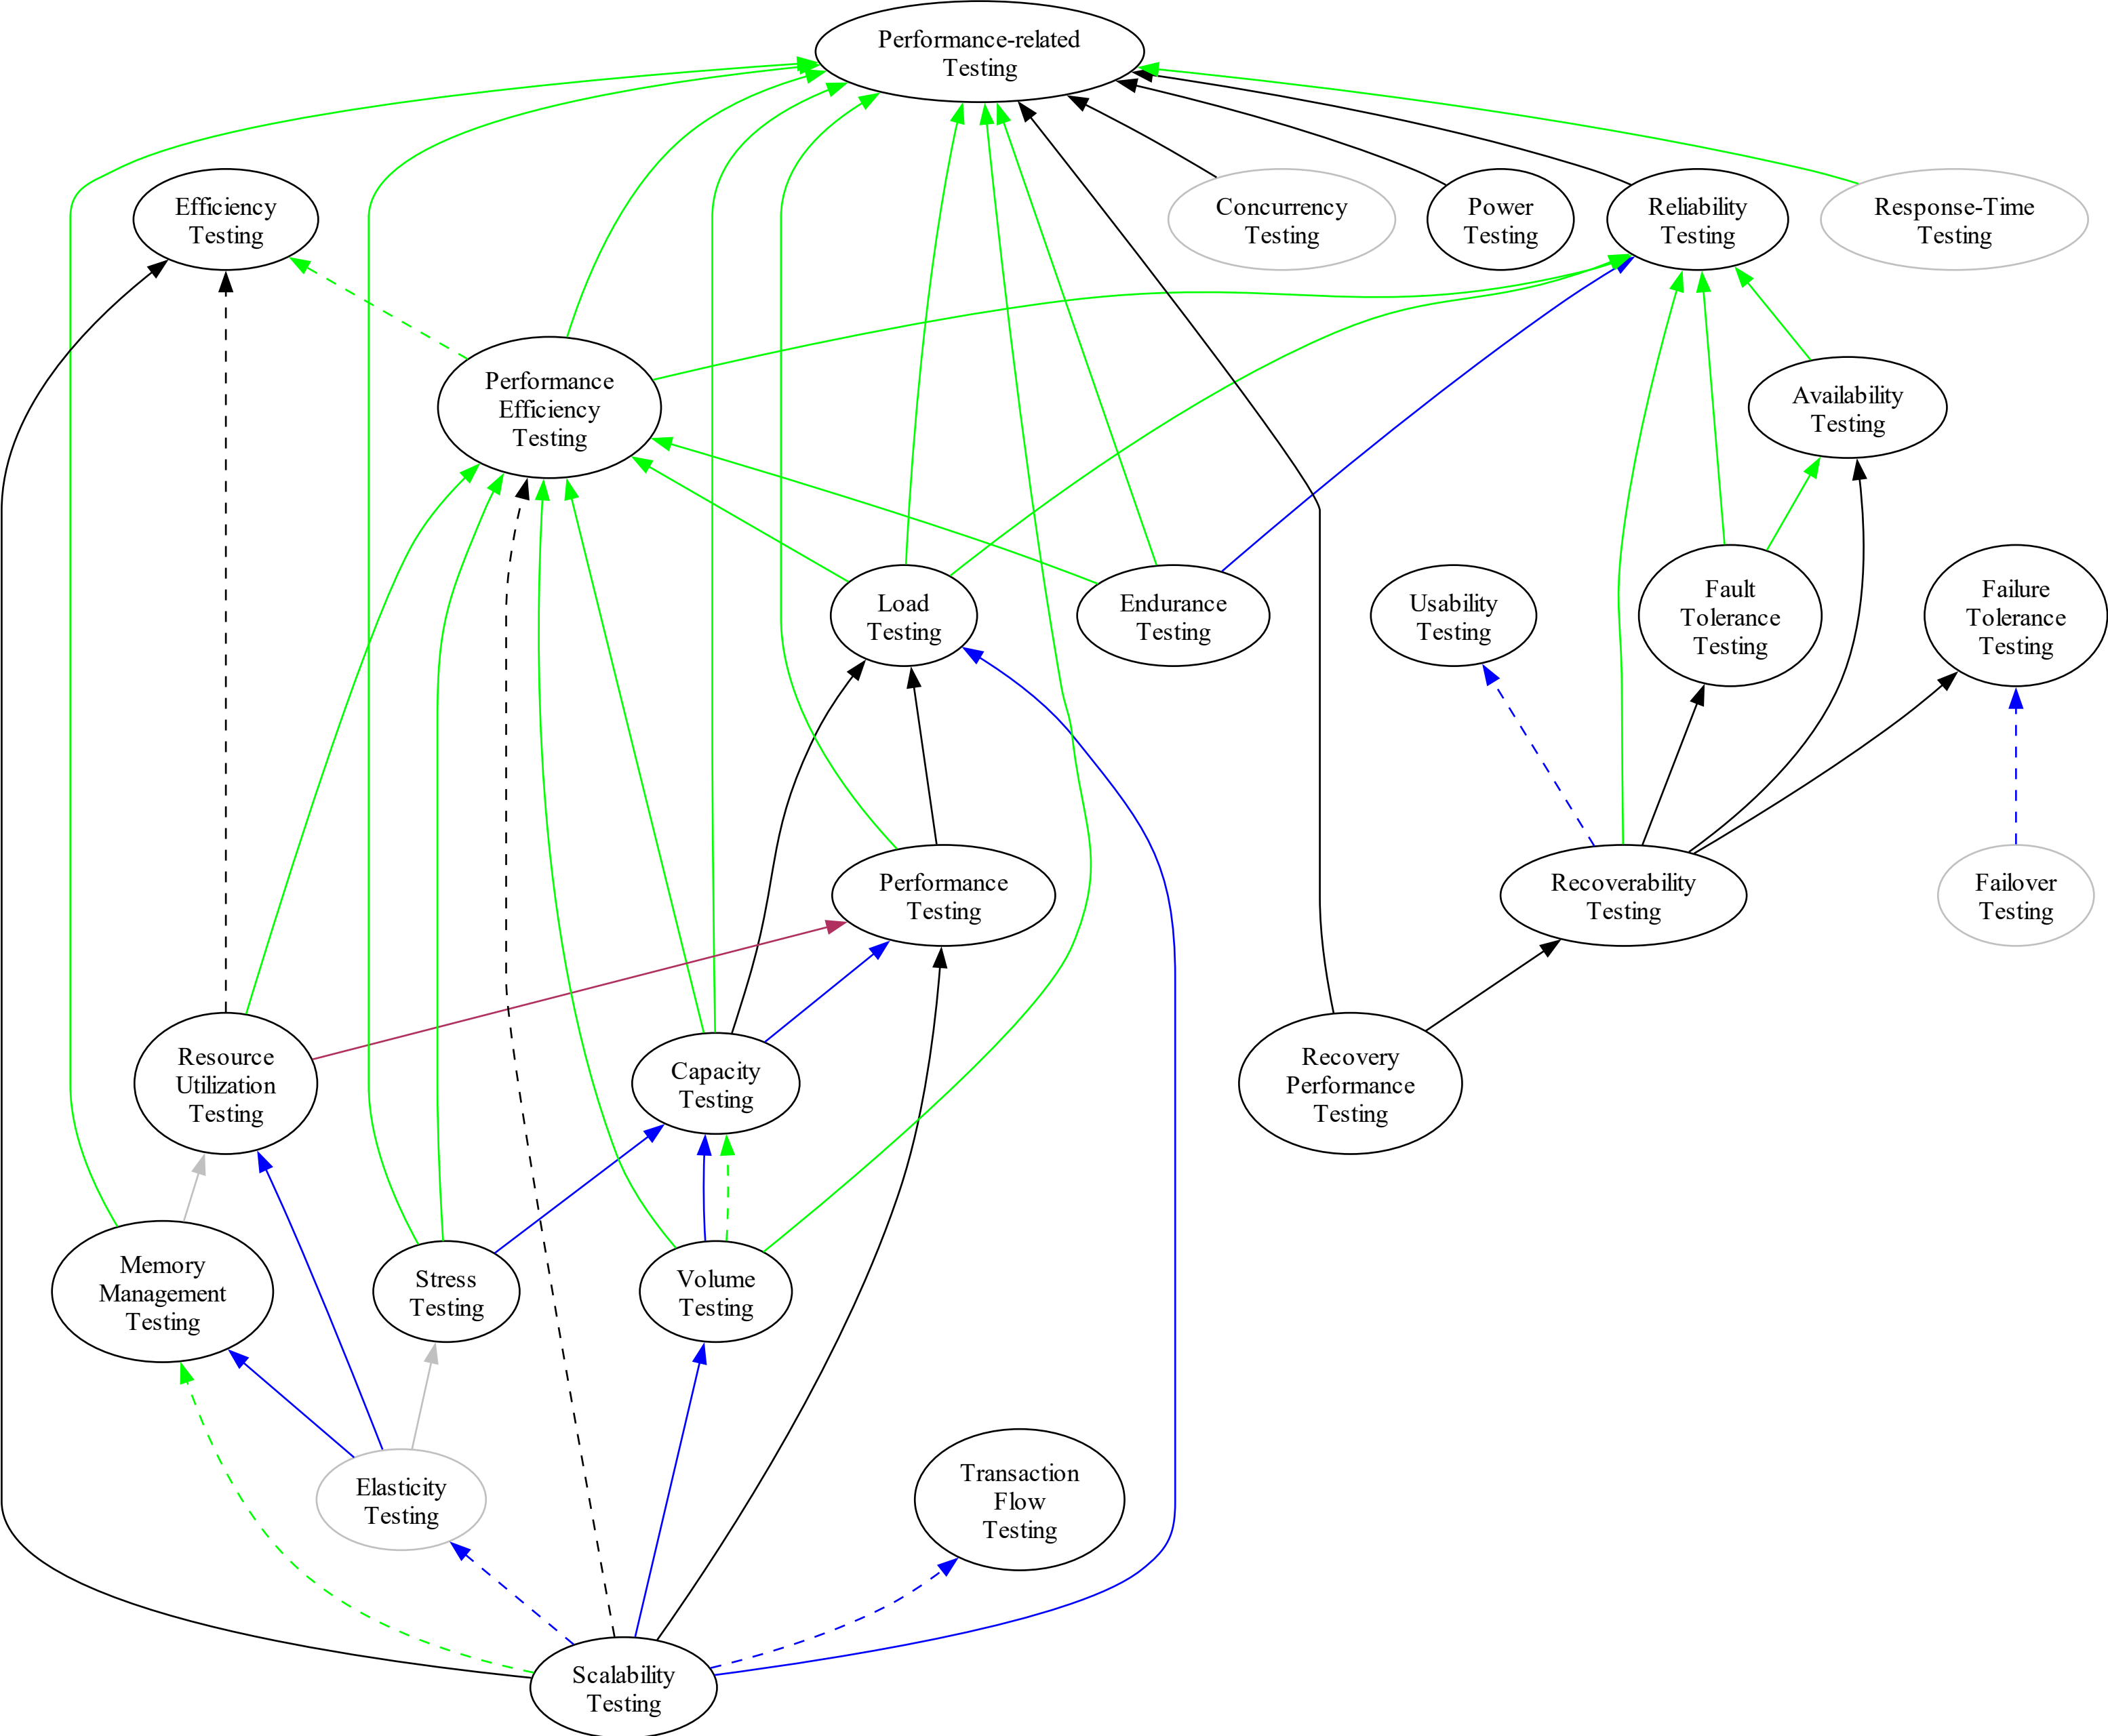 Performance-related
Testing
Efficiency
Testing
Concurrency
Testing
Power
Testing
Reliability
Testing
Response-Time
Testing
Performance
Efficiency
Testing
Availability
Testing
Load
Testing
Endurance
Testing
Usability
Testing
Fault
Tolerance
Testing
Failure
Tolerance
Testing
Performance
Testing
Recoverability
Testing
Failover
Testing
Resource
Utilization
Testing
Capacity
Testing
Recovery
Performance
Testing
Memory
Management
Testing
Stress
Testing
Volume
Testing
Elasticity
Testing
Transaction
Flow
Testing
Scalability
Testing